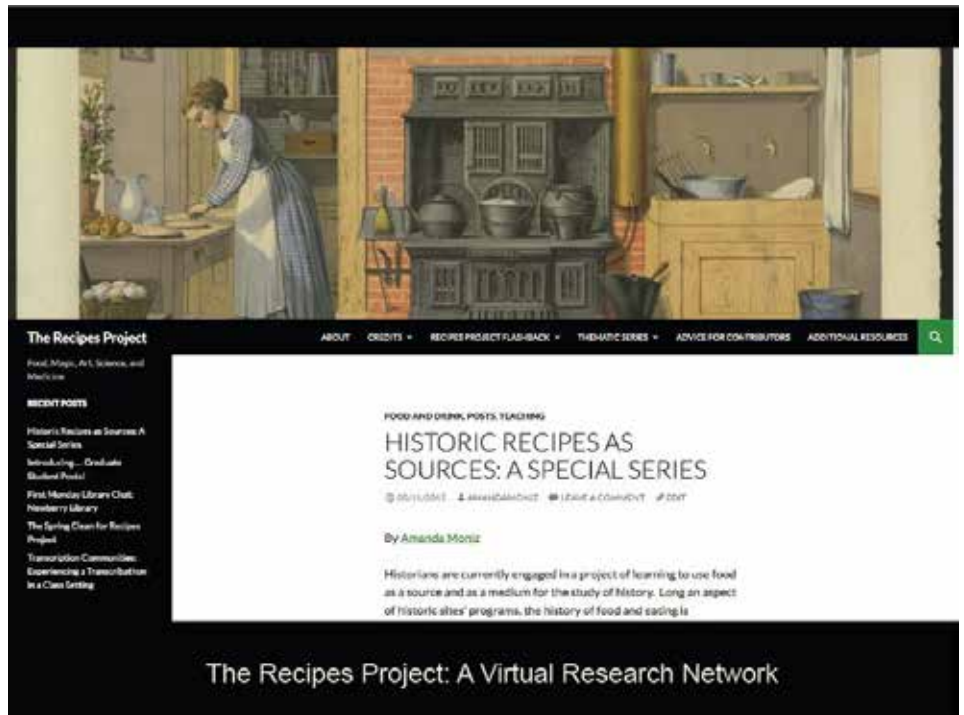 The Recipes Project
ABOUT CREDITS RECIPES PROJECT FLASHBACK THEMATIC SERIES ADVICE FOR CONTRIBUTORS ADDITIONAL RESOURCES
Food, Magic, Art, Science, and
Medicine
RECENT POSTS
Historic Recipes as Sources: A
Special Series
Introducing... Graduate
Student Posts!
First Monday Library Chat:
Newberry Library
The Spring Clean for Recipes
Project
Transcription Communities:
Experiencing a Transcribathon
in a Class Setting
FOOD AND DRINK, POSTS, TEACHING
HISTORIC RECIPES AS
SOURCES: A SPECIAL SERIES
AMANDAMONIZ LEAVE A COMMENT EDIT
By Amanda Moniz
Historians are currently engaged in a project of learning to use food
as a source and as a medium for the study of history. Long an aspect
of historic sites' programs, the history of food and eating is
The Recipes Project: A Virtual Research Network